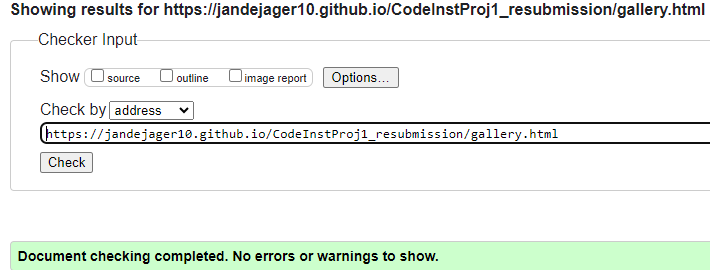 Showing results for https://jandejager10.github.io/CodeInstProj1_resubmission/gallery.html
Checker Input
Show source outline image report Options...
Check by address
https://jandejager10.github.io/CodeInstProj1_resubmission/gallery.html
Check
Document checking completed. No errors or warnings to show.